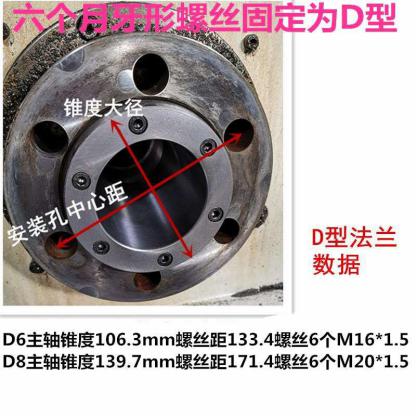 六个月牙形螺丝固定为D型
锥度大径
安装孔中心距
D型法兰
数据
D6主轴锥度106.3mm螺丝距133.4螺丝6个M16*1.5
D8主轴锥度139.7mm螺丝距171.4螺丝6个M20*1.5